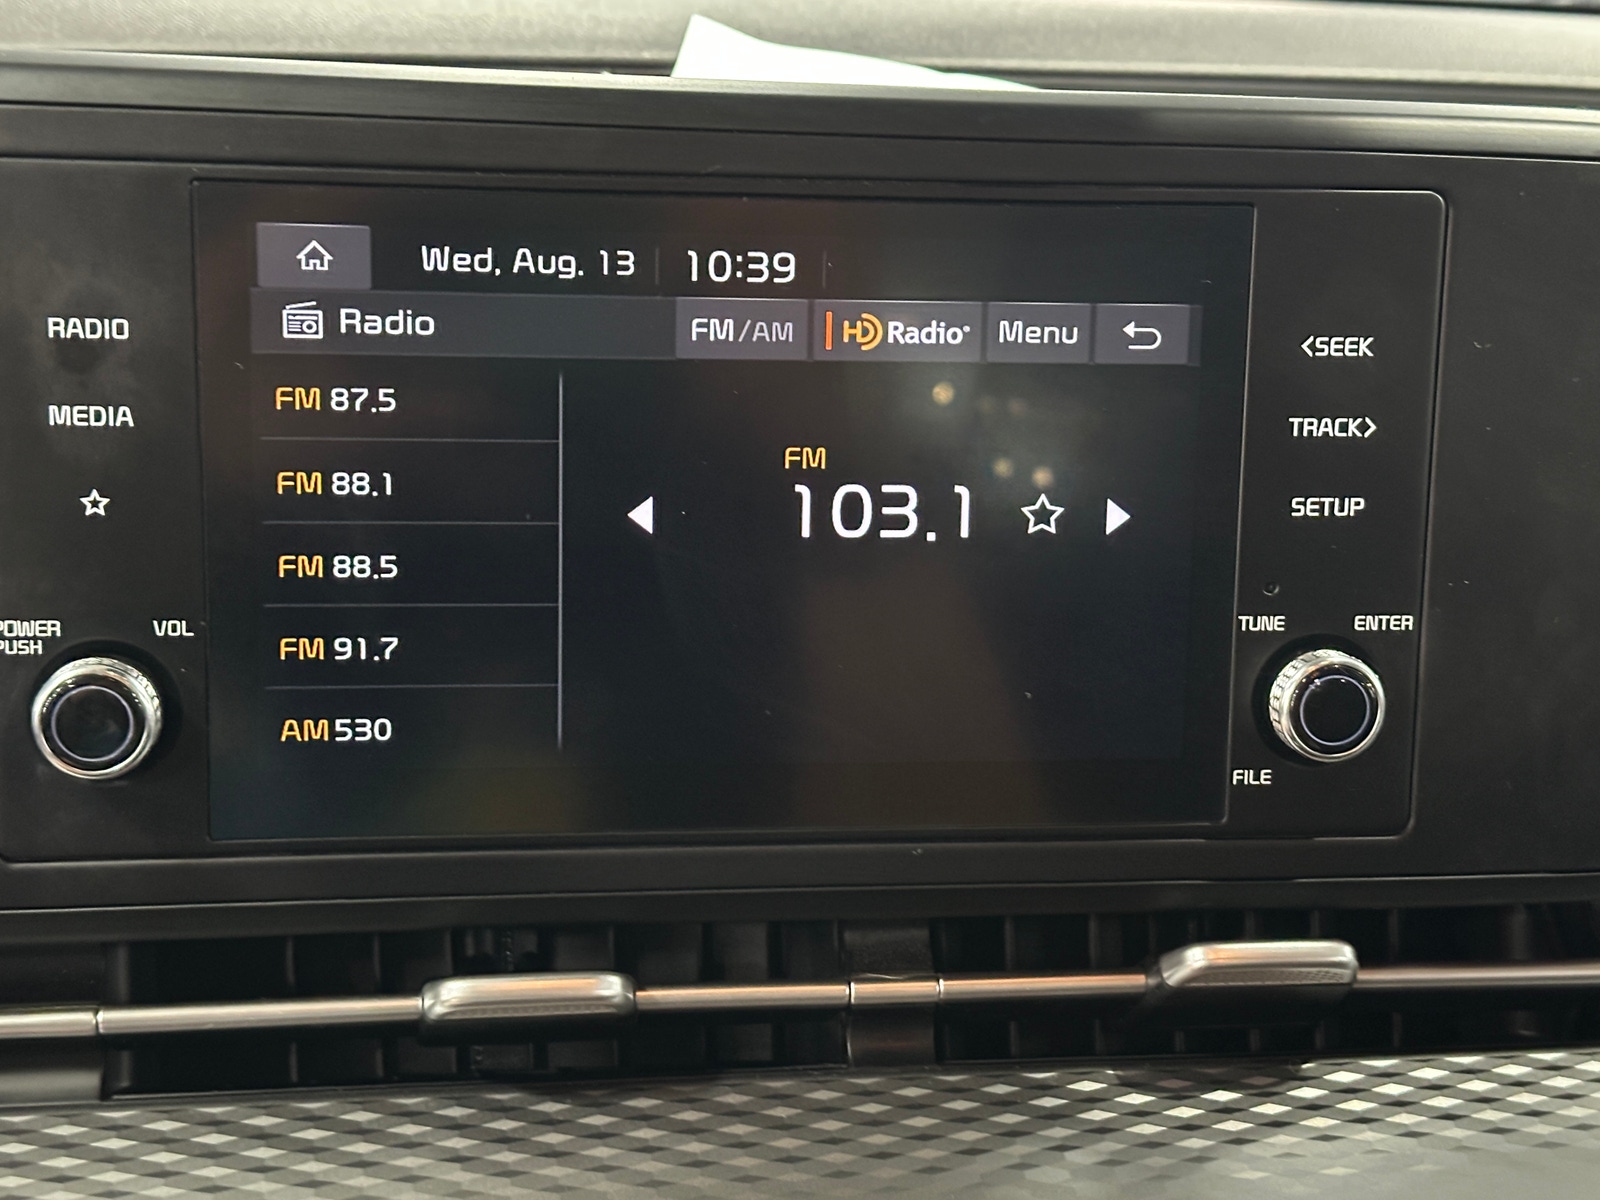 Wed, Aug. 13 10:39
Radio FM/AM HD Radio Menu
RADIO
MEDIA
FM 87.5
FM 88.1
FM 88.5
FM 91.7
AM 530
FM
103.1
<SEEK
TRACK>
SETUP
POWER
PUSH
VOL
TUNE
ENTER
FILE